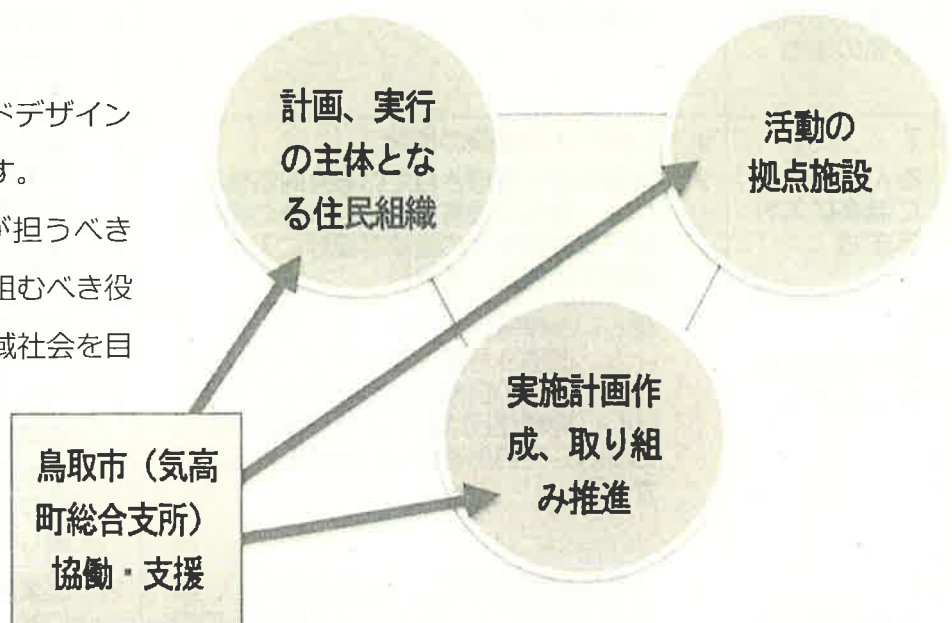 ドデザイン
す。
が担うべき
組むべき役
域社会を目
計画、実行
の主体とな
る住民組織
活動の
拠点施設
実施計画作
成、取り組
み推進
鳥取市（気高
町総合支所）
協働・支援